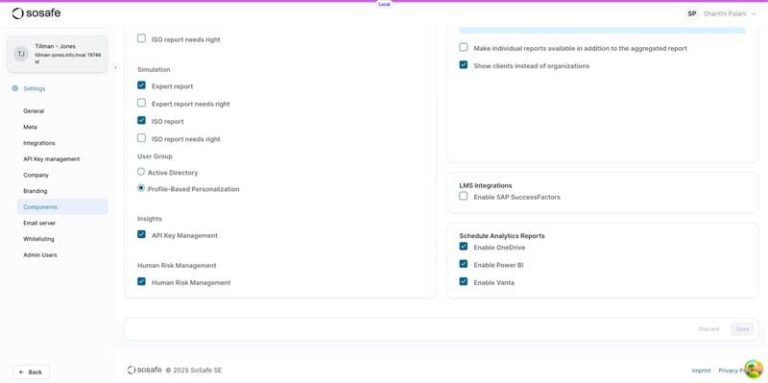 Local
sosafe
SP Shanthi Palani
TJ
Tillman - Jones
tillman-jones.info.inval 19746
id
Settings
General
Meta
Integrations
API Key management
Company
Branding
Components
Email server
Whitelisting
Admin Users
Back
ISO report needs right
Simulation
Expert report
Expert report needs right
ISO report
ISO report needs right
User Group
Active Directory
Profile-Based Personalization
Insights
API Key Management
Human Risk Management
Human Risk Management
Make individual reports available in addition to the aggregated report
Show clients instead of organizations
LMS Integrations
Enable SAP SuccessFactors
Schedule Analytics Reports
Enable OneDrive
Enable Power BI
Enable Vanta
Discard Save
sosafe © 2025 SoSafe SE
Imprint Privacy